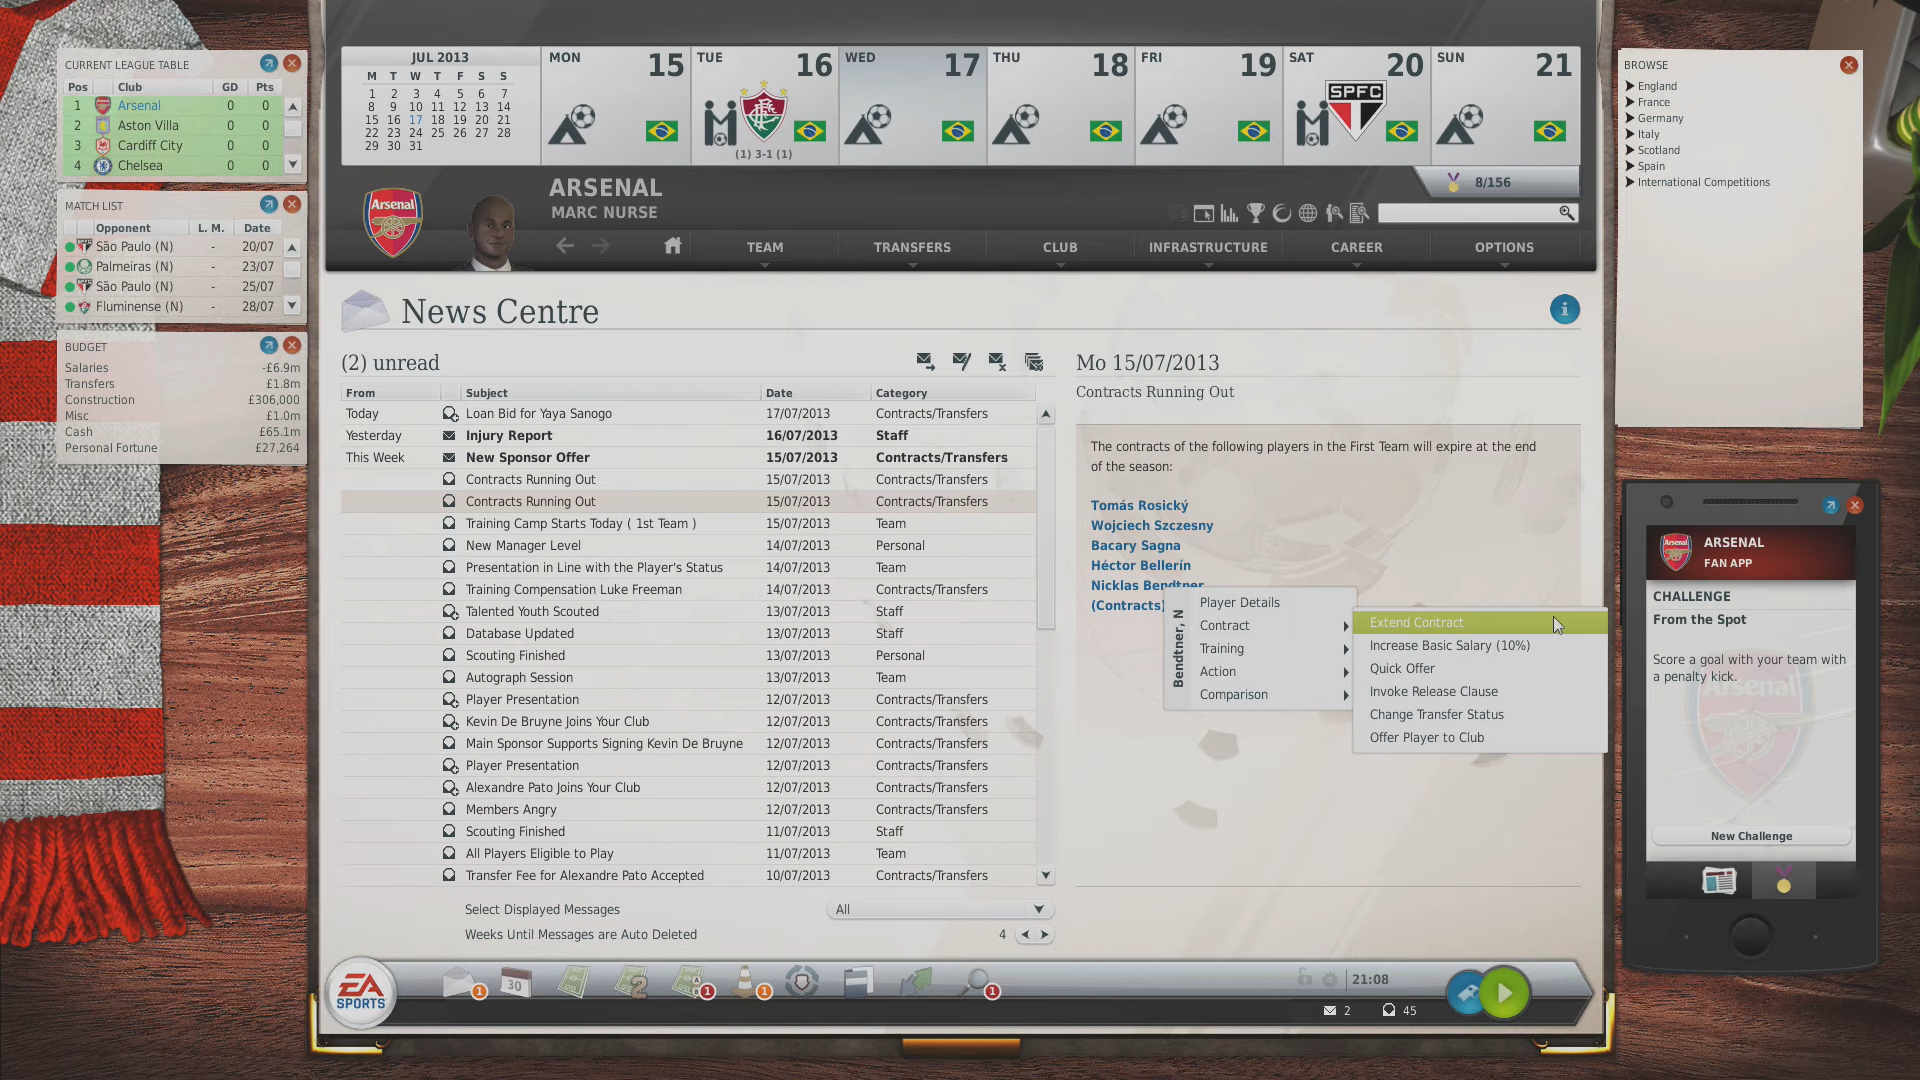 CURRENT LEAGUE TABLE
Pos Club GD Pts
1 Arsenal 0 0
2 Aston Villa 0 0
3 Cardiff City 0 0
4 Chelsea 0 0
MATCH LIST
Opponent L. M. Date
São Paulo (N) - 20/07
Palmeiras (N) - 23/07
São Paulo (N) - 25/07
Fluminense (N) - 28/07
BUDGET
Salaries -£6.9m
Transfers £1.8m
Construction £306,000
Misc £1.0m
Cash £65.1m
Personal Fortune £27,264
JUL 2013
M T W T F S S
1 2 3 4 5 6 7
8 9 10 11 12 13 14
15 16 17 18 19 20 21
22 23 24 25 26 27 28
29 30 31
MON 15 TUE 16 WED 17 THU 18 FRI 19 SAT 20 SUN 21
SPFC
(1) 3-1 (1)
8/156
Arsenal
ARSENAL
MARC NURSE
TEAM TRANSFERS CLUB INFRASTRUCTURE CAREER OPTIONS
News Centre
(2) unread
From Subject Date Category
Today Loan Bid for Yaya Sanogo 17/07/2013 Contracts/Transfers
Yesterday Injury Report 16/07/2013 Staff
This Week New Sponsor Offer 15/07/2013 Contracts/Transfers
Contracts Running Out 15/07/2013 Contracts/Transfers
Contracts Running Out 15/07/2013 Contracts/Transfers
Training Camp Starts Today ( 1st Team ) 15/07/2013 Team
New Manager Level 14/07/2013 Personal
Presentation in Line with the Player's Status 14/07/2013 Team
Training Compensation Luke Freeman 14/07/2013 Contracts/Transfers
Talented Youth Scouted 13/07/2013 Staff
Database Updated 13/07/2013 Staff
Scouting Finished 13/07/2013 Personal
Autograph Session 13/07/2013 Team
Player Presentation 12/07/2013 Contracts/Transfers
Kevin De Bruyne Joins Your Club 12/07/2013 Contracts/Transfers
Main Sponsor Supports Signing Kevin De Bruyne 12/07/2013 Contracts/Transfers
Player Presentation 12/07/2013 Contracts/Transfers
Alexandre Pato Joins Your Club 12/07/2013 Contracts/Transfers
Members Angry 12/07/2013 Contracts/Transfers
Scouting Finished 11/07/2013 Staff
All Players Eligible to Play 11/07/2013 Team
Transfer Fee for Alexandre Pato Accepted 10/07/2013 Contracts/Transfers
Select Displayed Messages All
Weeks Until Messages are Auto Deleted 4
Mo 15/07/2013
Contracts Running Out
The contracts of the following players in the First Team will expire at the end
of the season:
Tomás Rosický
Wojciech Szczesny
Bacary Sagna
Héctor Bellerín
Nicklas Bendtner
(Contracts)
Bendtner, N
Player Details
Contract
Training
Action
Comparison
Extend Contract
Increase Basic Salary (10%)
Quick Offer
Invoke Release Clause
Change Transfer Status
Offer Player to Club
BROWSE
England
France
Germany
Italy
Scotland
Spain
International Competitions
Arsenal
ARSENAL
FAN APP
CHALLENGE
From the Spot
Score a goal with your team with
a penalty kick.
Arsenal
New Challenge
EA
SPORTS
1 30 2 1 1 1
21:08
2 45